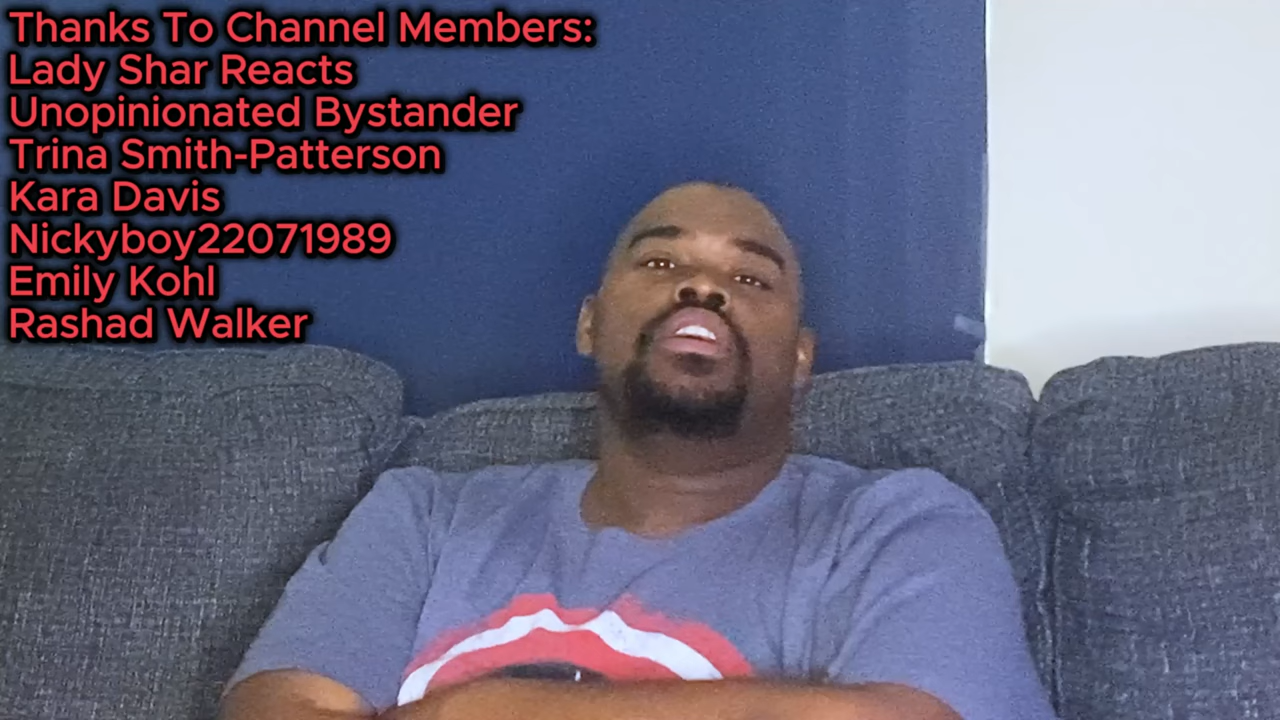 Thanks To Channel Members:
Lady Shar Reacts
Unopinionated Bystander
Trina Smith-Patterson
Kara Davis
Nickyboy22071989
Emily Kohl
Rashad Walker